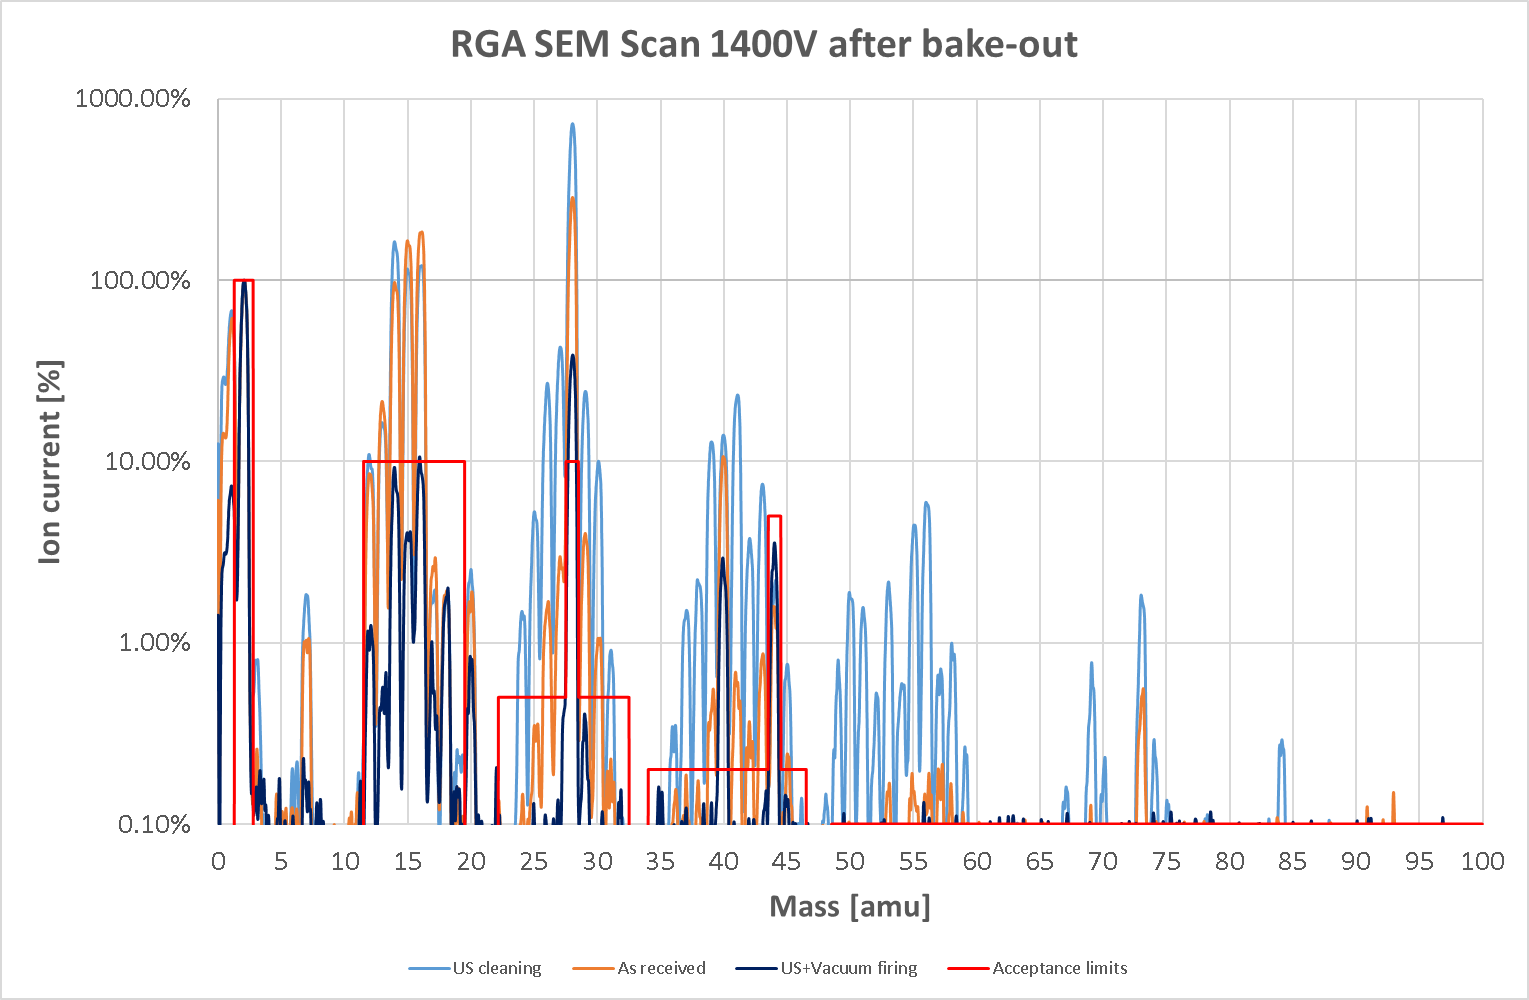 RGA SEM Scan 1400V after bake-out
1000.00%
100.00%
10.00%
1.00%
0.10%
Ion current [%]
0 5 10 15 20 25 30 35 40 45 50 55 60 65 70 75 80 85 90 95 100
Mass [amu]
US cleaning As received US+Vacuum firing Acceptance limits